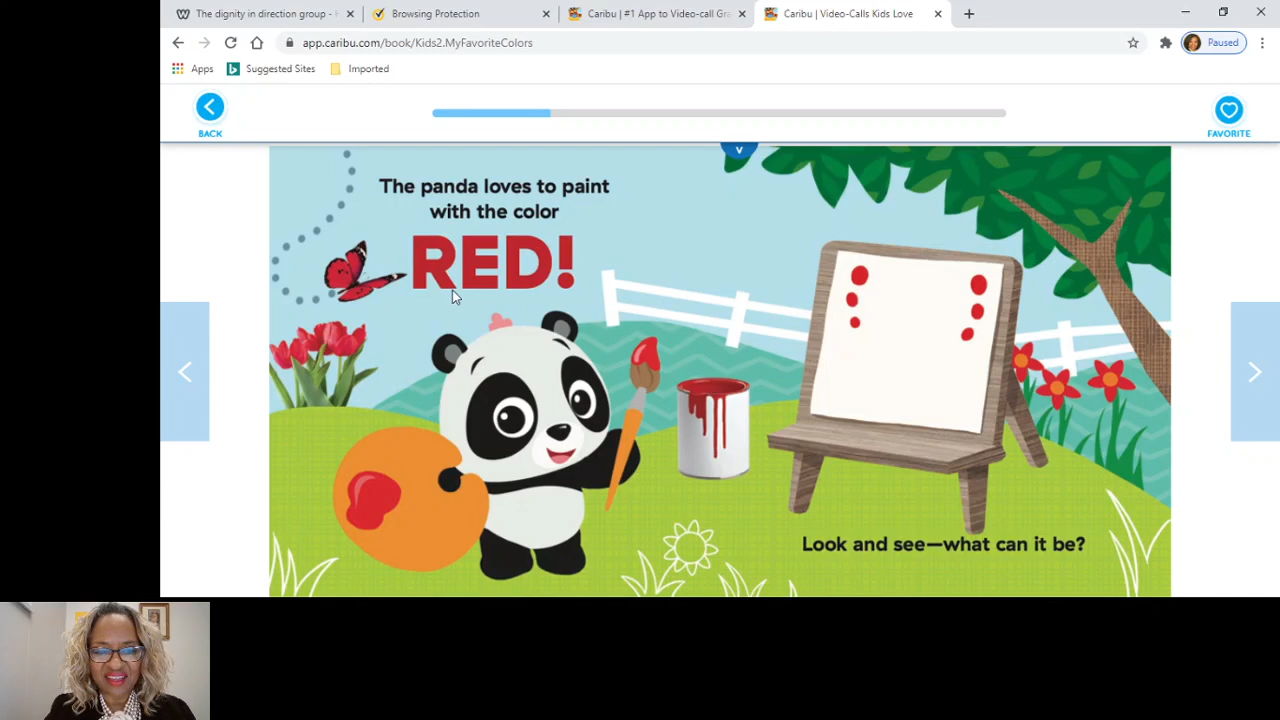 The dignity in direction group -
Browsing Protection
Caribu | #1 App to Video-call Gra
Caribu | Video-Calls Kids Love
app.caribu.com/book/Kids2.MyFavoriteColors
Paused
Apps
Suggested Sites
Imported
BACK
v
FAVORITE
The panda loves to paint
with the color
RED!
Look and see—what can it be?